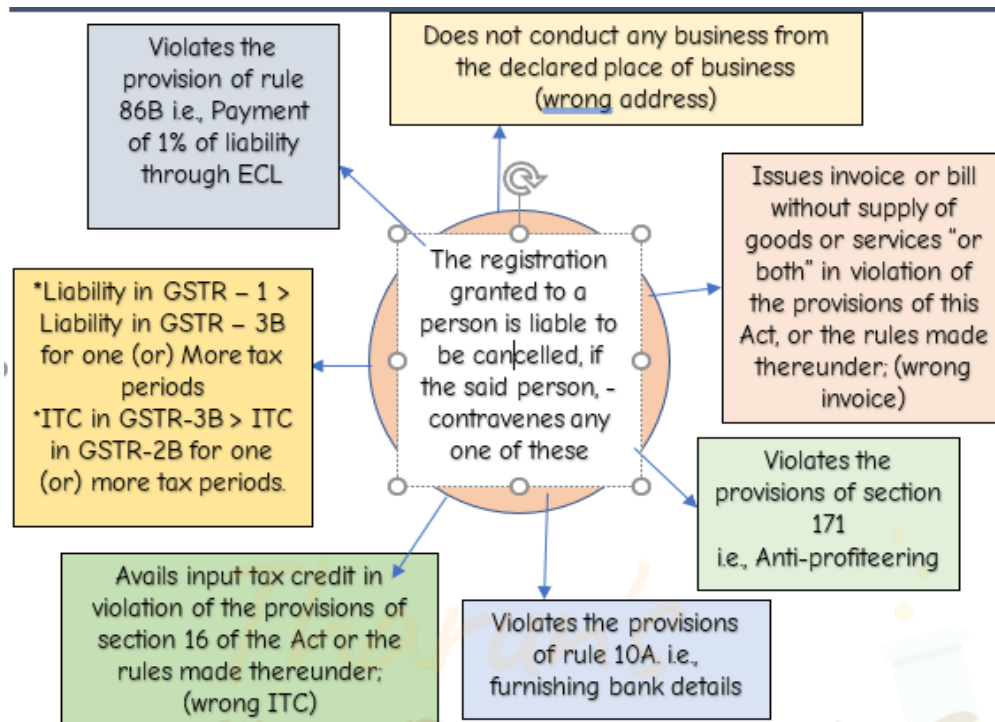 Does not conduct any business from
the declared place of business
(wrong address)
Violates the
provision of rule
86B i.e., Payment
of 1% of liability
through ECL
Issues invoice or bill
without supply of
goods or services “or
both” in violation of
the provisions of this
Act, or the rules made
thereunder; (wrong
invoice)
The registration
granted to a
person is liable to
be cancelled, if
the said person, -
contravenes any
one of these
*Liability in GSTR – 1 >
Liability in GSTR – 3B
for one (or) More tax
periods
*ITC in GSTR-3B > ITC
in GSTR-2B for one
(or) more tax periods.
Violates the
provisions of section
171
i.e., Anti-profiteering
Avails input tax credit in
violation of the provisions of
section 16 of the Act or the
rules made thereunder;
(wrong ITC)
Violates the provisions
of rule 10A. i.e.,
furnishing bank details
Tharun's